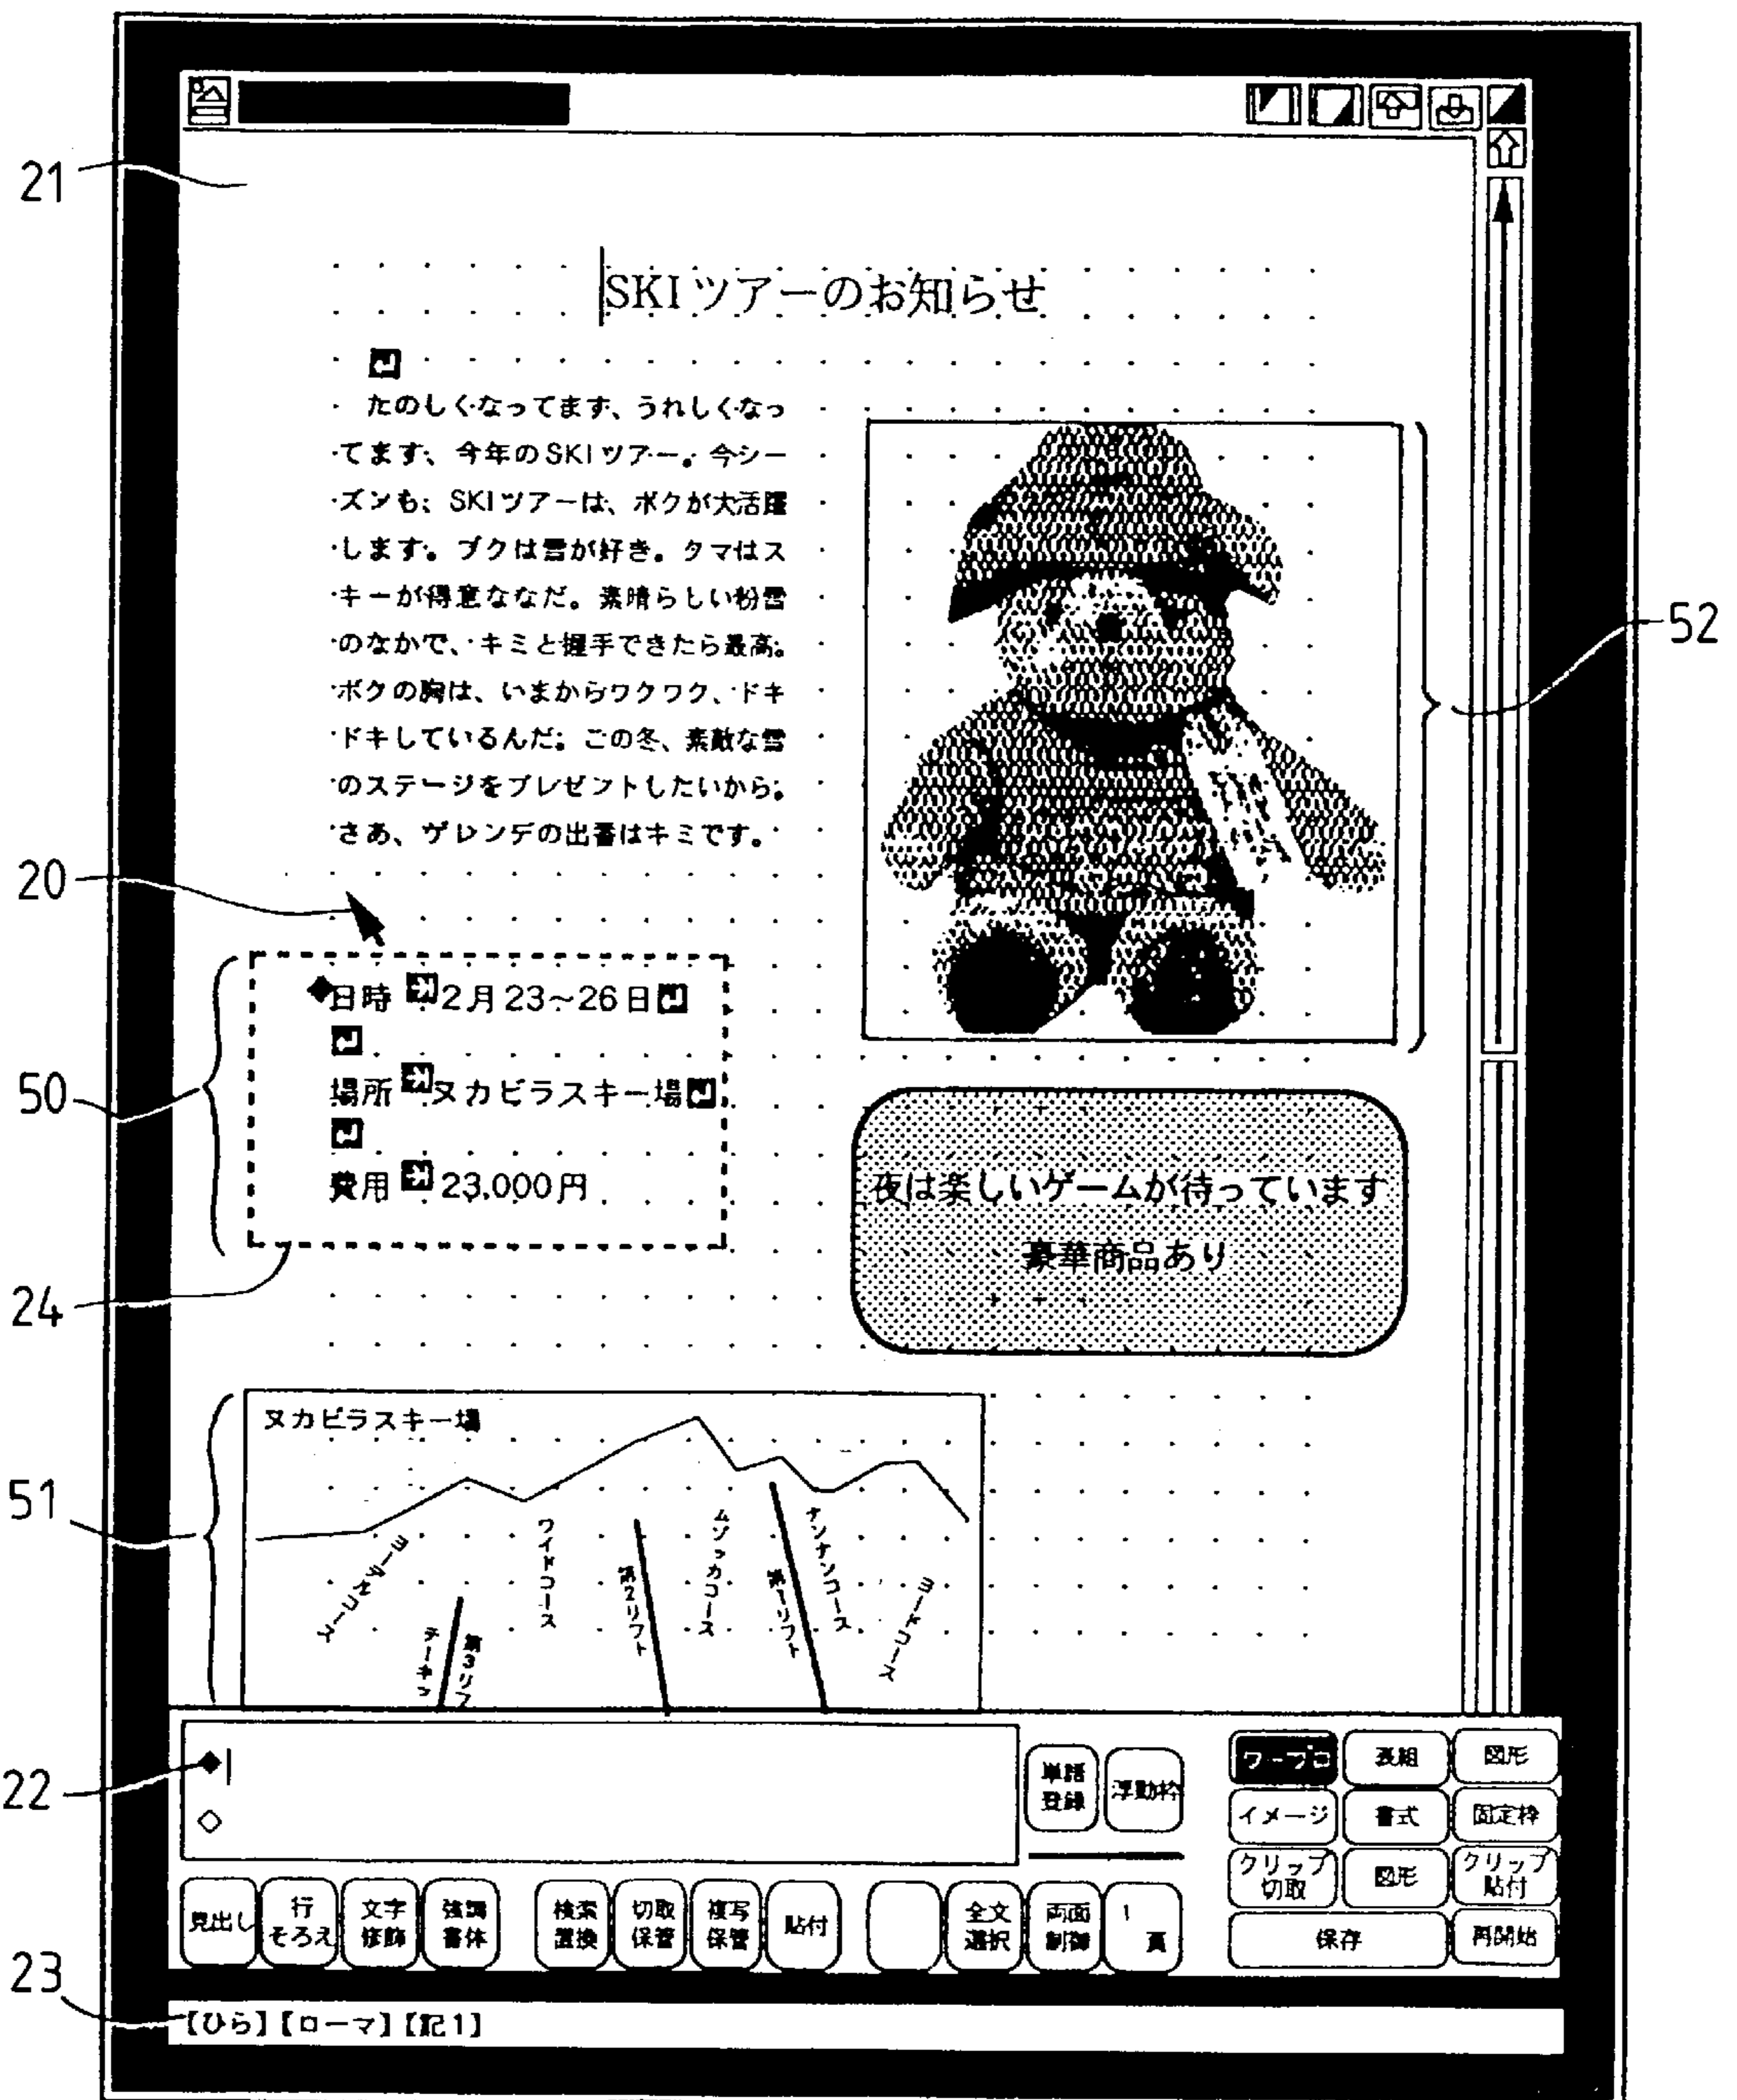 21
SKIツアーのお知らせ
たのしくなってます、うれしくなっ
てます、今年のSKIツアー。今シー
ズンも、SKIツアーは、ボクが大活躍
します。ブクは雪が好き。タマはス
キーが得意ななだ。素晴らしい粉雪
のなかで、キミと握手できたら最高。
ボクの胸は、いまからワクワク、ドキ
ドキしているんだ。この冬、素敵な雪
のステージをプレゼントしたいから。
さあ、ゲレンデの出番はキミです。
52
20
50
日時 2月23~26日
場所 ヌカビラスキー場
費用 23,000円
24
夜は楽しいゲームが待っています
豪華商品あり
51
ヌカビラスキー場
ヨーデルコース
ワイドコース
第2リフト
ムゾッカコース
第1リフト
ナンナンコース
ヨードコース
第3リフ
22
単語登録
浮動枠
ワープロ
表組
図形
イメージ
書式
固定枠
クリップ切取
図形
クリップ貼付
保存
再開始
見出し
行そろえ
文字修飾
強調書体
検索置換
切取保管
複写保管
貼付
全文選択
両面制御
1頁
23
【ひら】【ローマ】【記1】